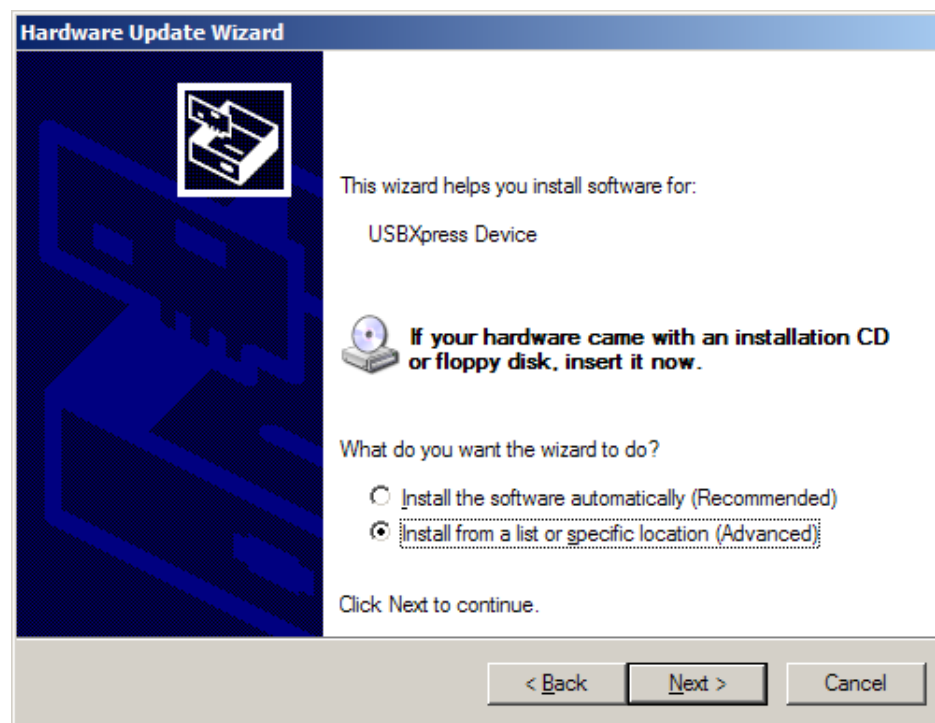 Hardware Update Wizard
This wizard helps you install software for:
USBXpress Device
If your hardware came with an installation CD
or floppy disk, insert it now.
What do you want the wizard to do?
Install the software automatically (Recommended)
Install from a list or specific location (Advanced)
Click Next to continue.
< Back
Next >
Cancel